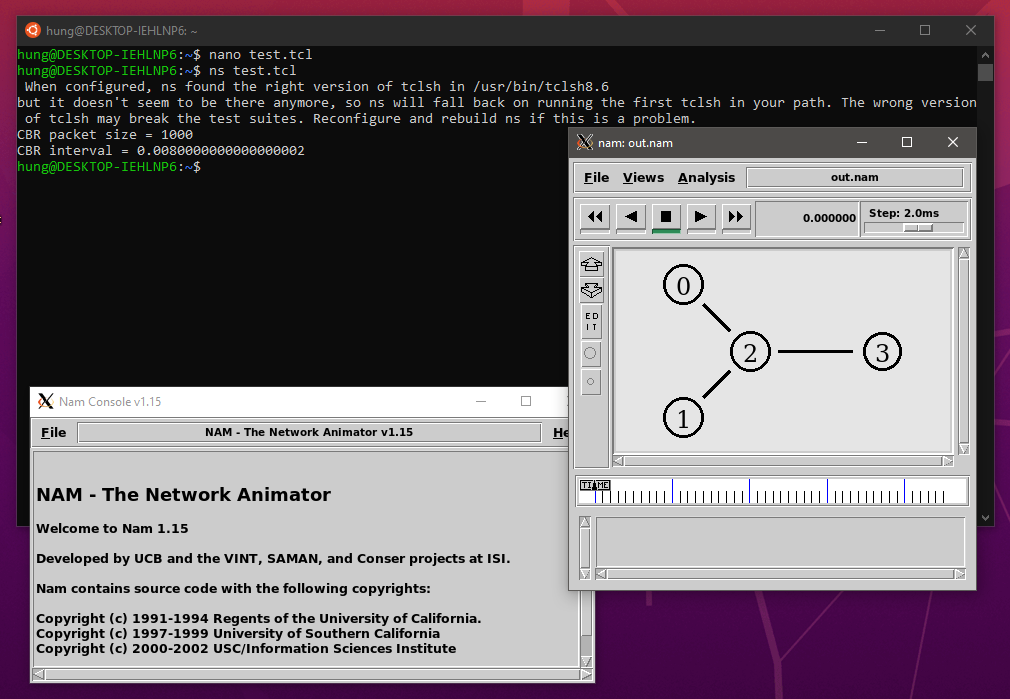 hung@DESKTOP-IEHLNP6: ~
hung@DESKTOP-IEHLNP6:~$ nano test.tcl
hung@DESKTOP-IEHLNP6:~$ ns test.tcl
When configured, ns found the right version of tclsh in /usr/bin/tclsh8.6
but it doesn't seem to be there anymore, so ns will fall back on running the first tclsh in your path. The wrong version
of tclsh may break the test suites. Reconfigure and rebuild ns if this is a problem.
CBR packet size = 1000
CBR interval = 0.0080000000000000002
hung@DESKTOP-IEHLNP6:~$
nam: out.nam
File Views Analysis out.nam
0.000000 Step: 2.0ms
ED
IT
0
2 3
1
TIME
Nam Console v1.15
File NAM - The Network Animator v1.15 He
NAM - The Network Animator
Welcome to Nam 1.15
Developed by UCB and the VINT, SAMAN, and Conser projects at ISI.
Nam contains source code with the following copyrights:
Copyright (c) 1991-1994 Regents of the University of California.
Copyright (c) 1997-1999 University of Southern California
Copyright (c) 2000-2002 USC/Information Sciences Institute